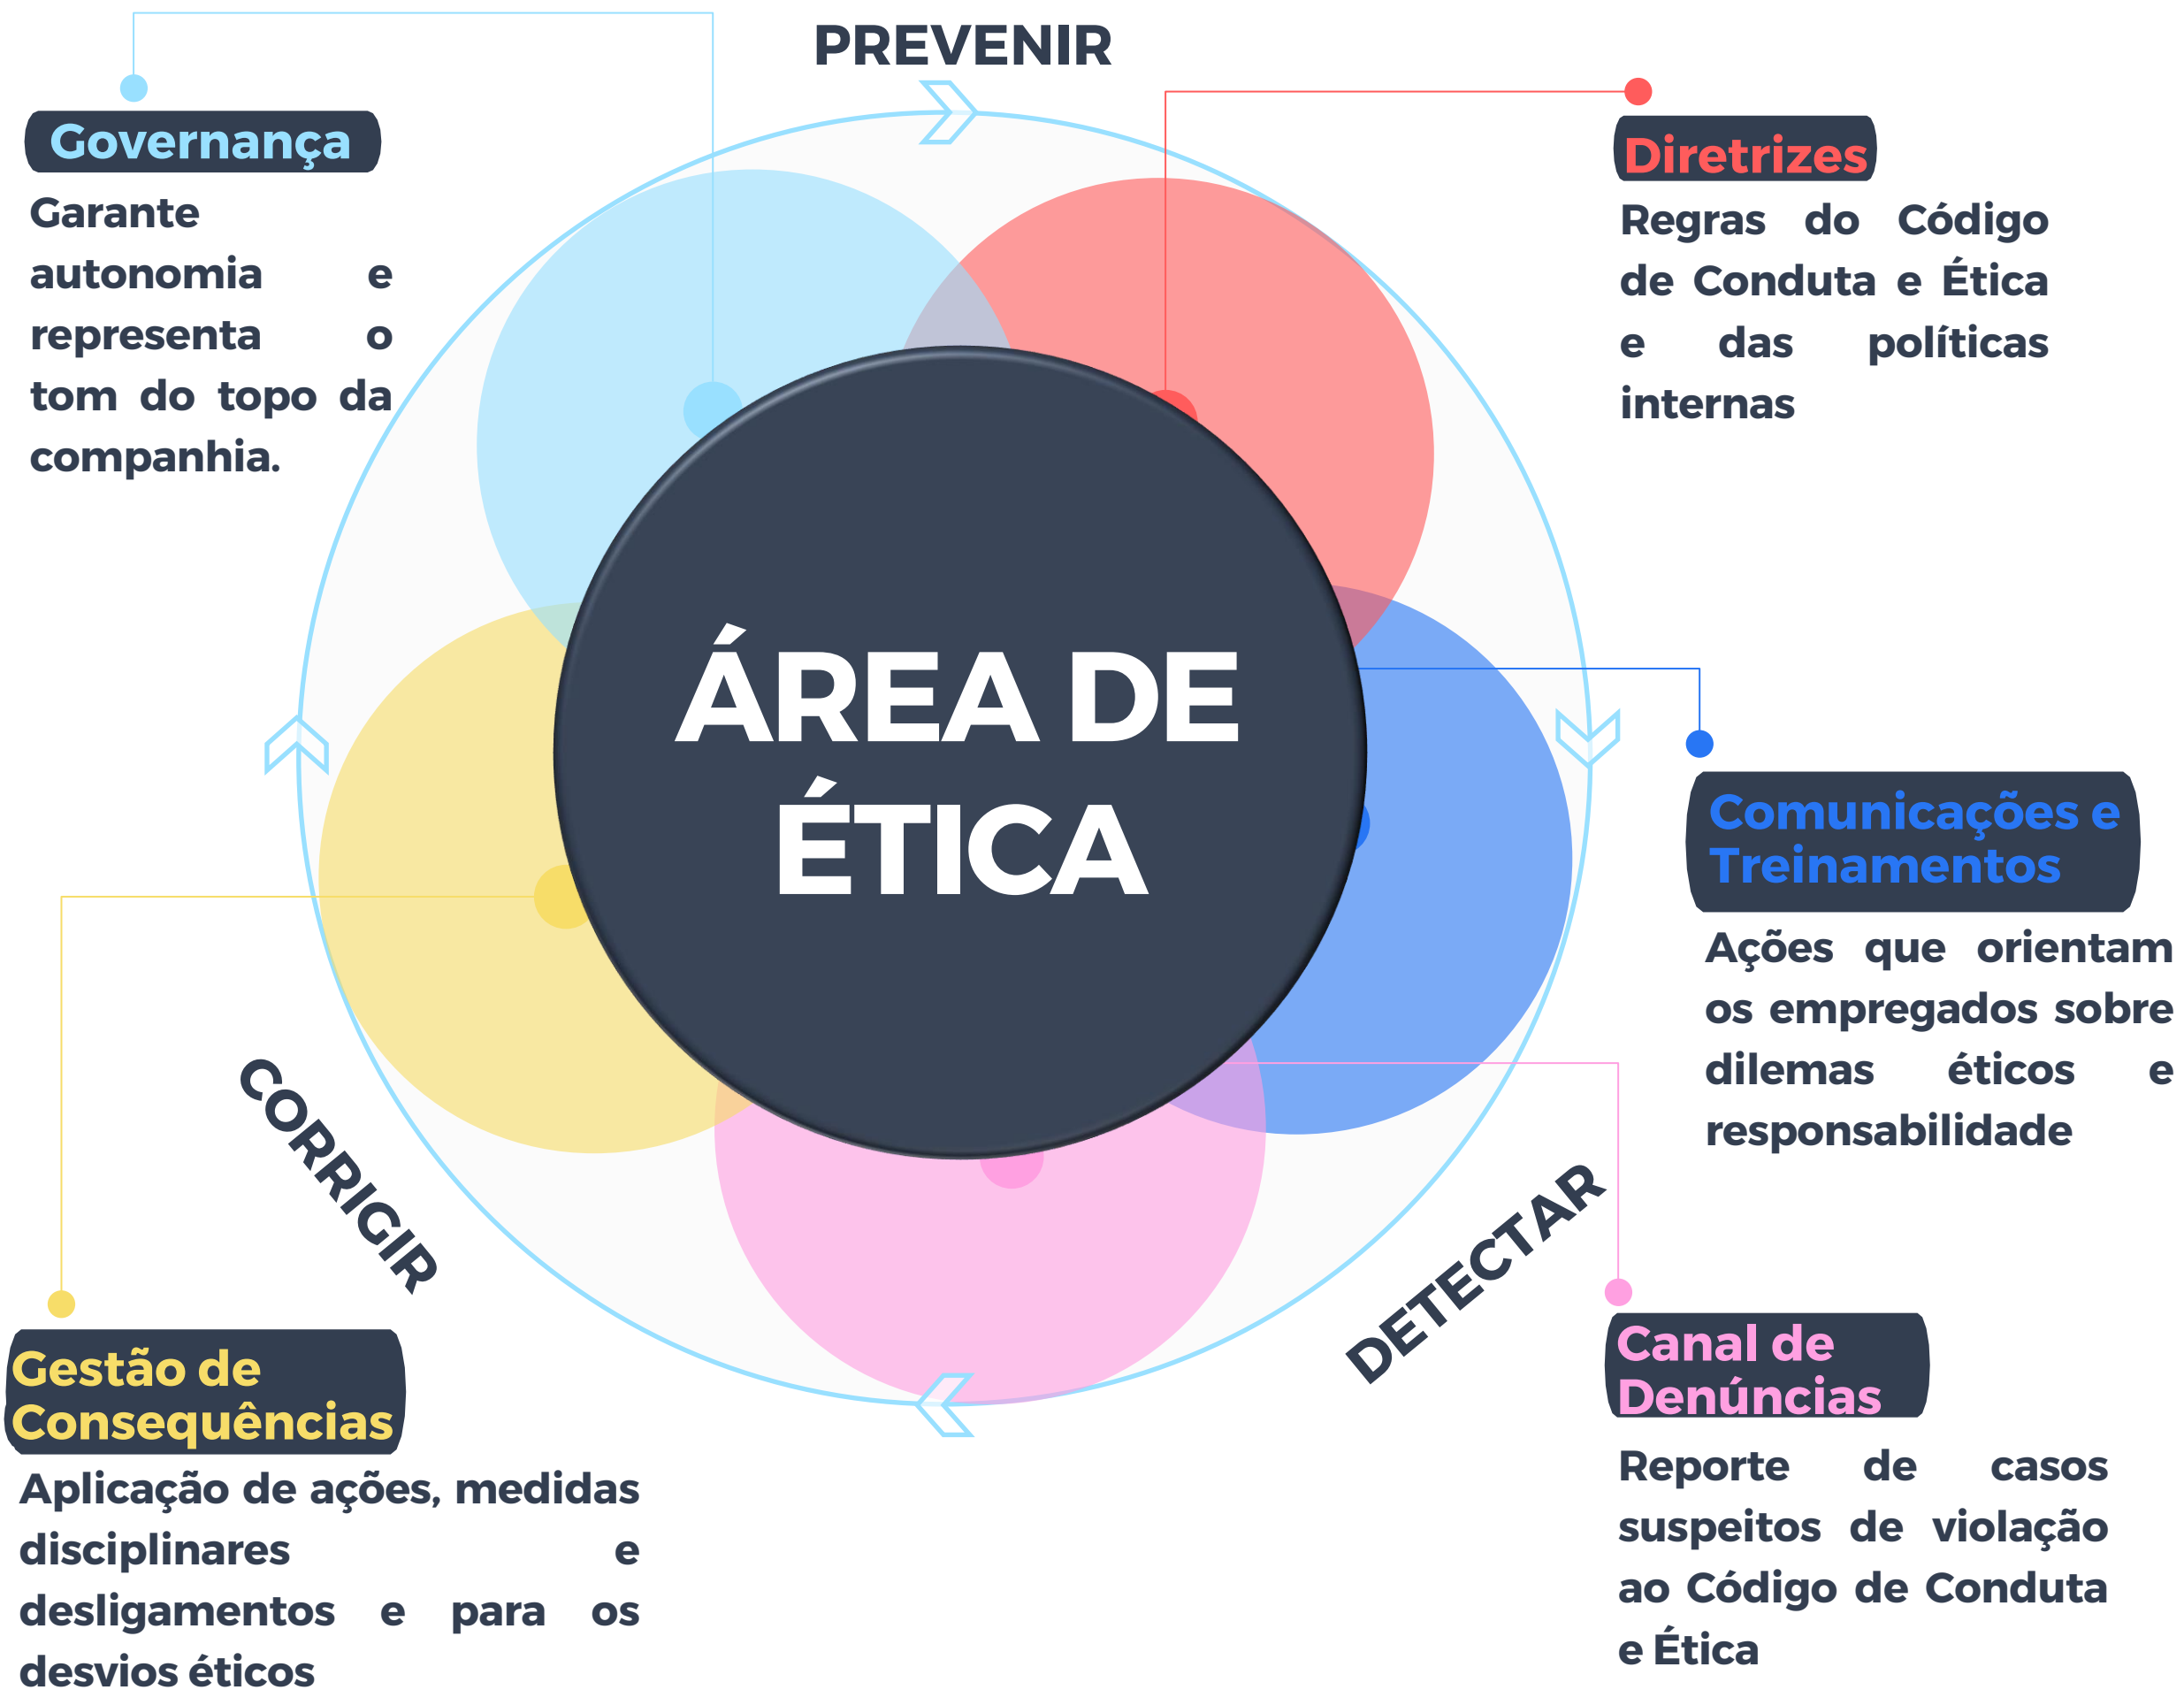 PREVENIR
Governança
Garante
autonomia e
representa o
tom do topo da
companhia.
Diretrizes
Regras do Código
de Conduta e Ética
e das políticas
internas
ÁREA DE
ÉTICA
Comunicações e
Treinamentos
Ações que orientam
os empregados sobre
dilemas éticos e
responsabilidade
DETECTAR
Canal de
Denúncias
Reporte de casos
suspeitos de violação
ao Código de Conduta
e Ética
CORRIGIR
Gestão de
Consequências
Aplicação de ações, medidas
disciplinares e
desligamentos e para os
desvios éticos